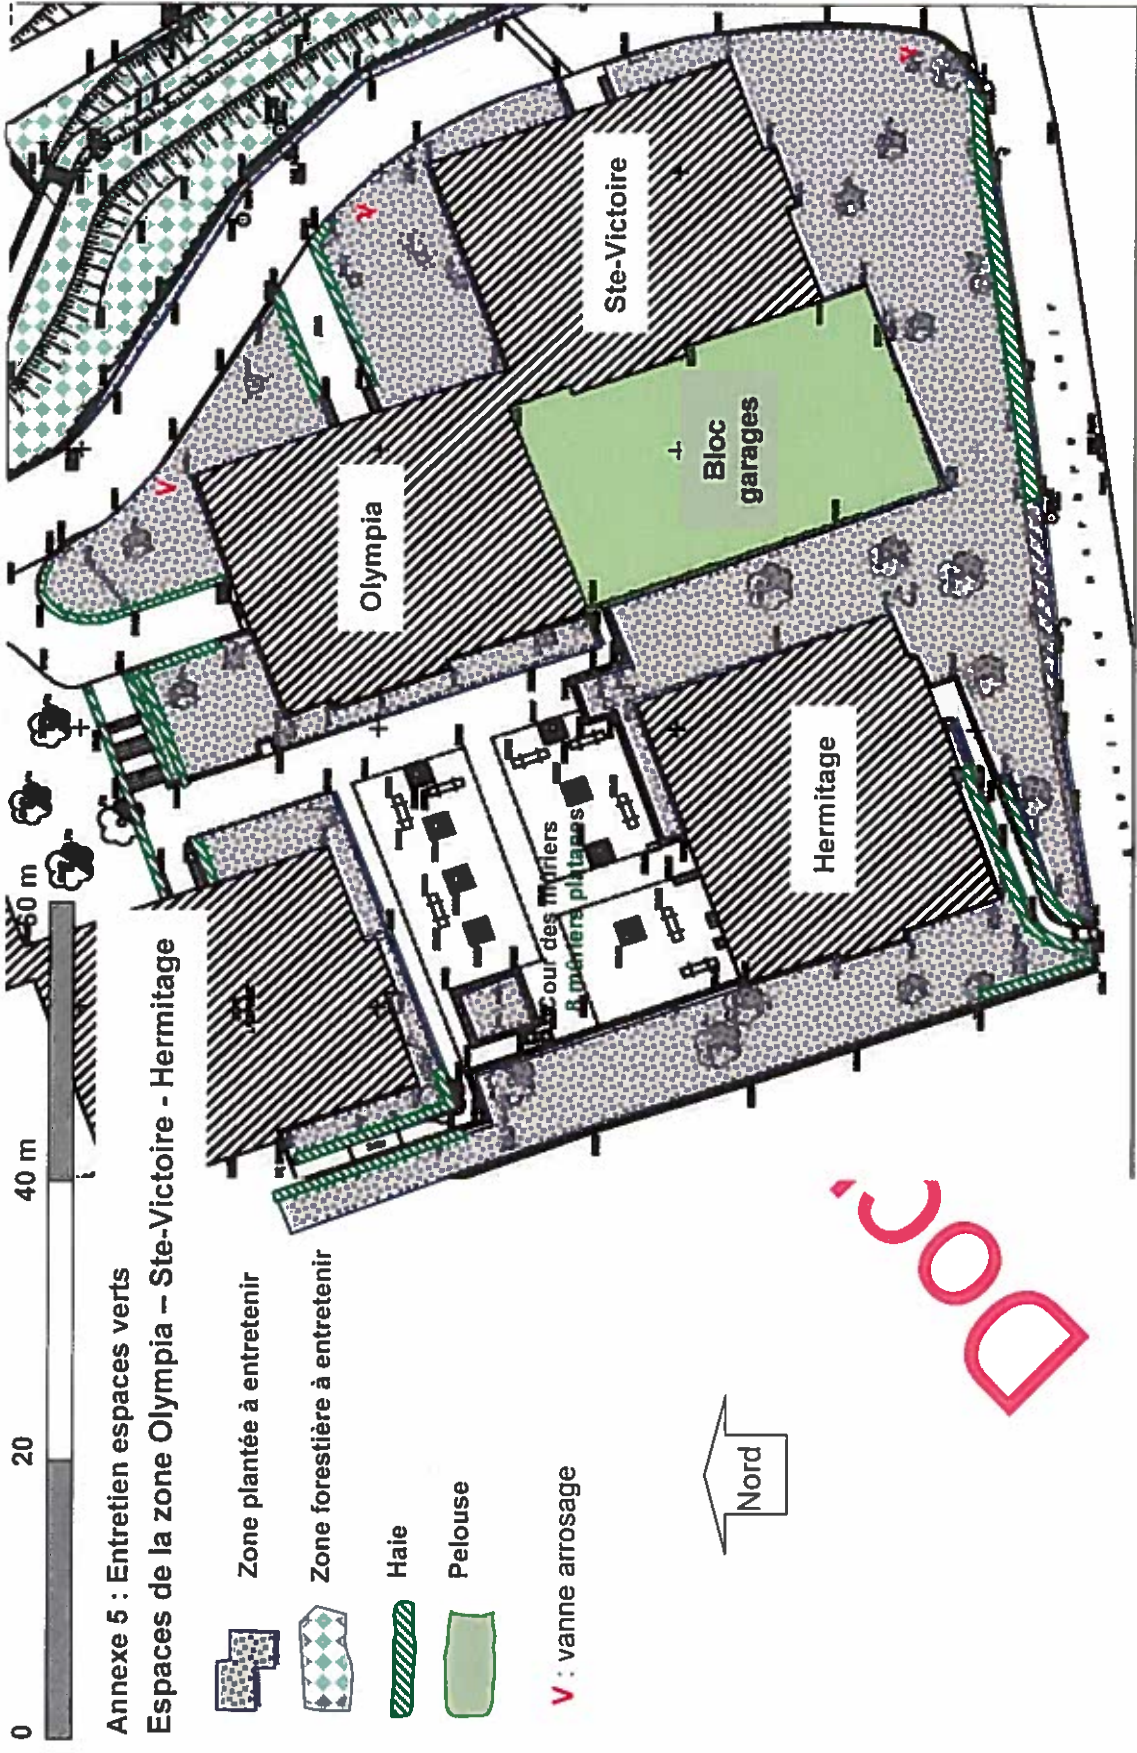 0 20 40 m 60 m
Annexe 5 : Entretien espaces verts
Espaces de la zone Olympia – Ste-Victoire - Hermitage
Zone plantée à entretenir
Zone forestière à entretenir
Haie
Pelouse
V : vanne arrosage
Nord
Olympia
Ste-Victoire
Bloc
garages
Hermitage
Cour des mûriers
8 mûriers platanes
V
V
V
Doc